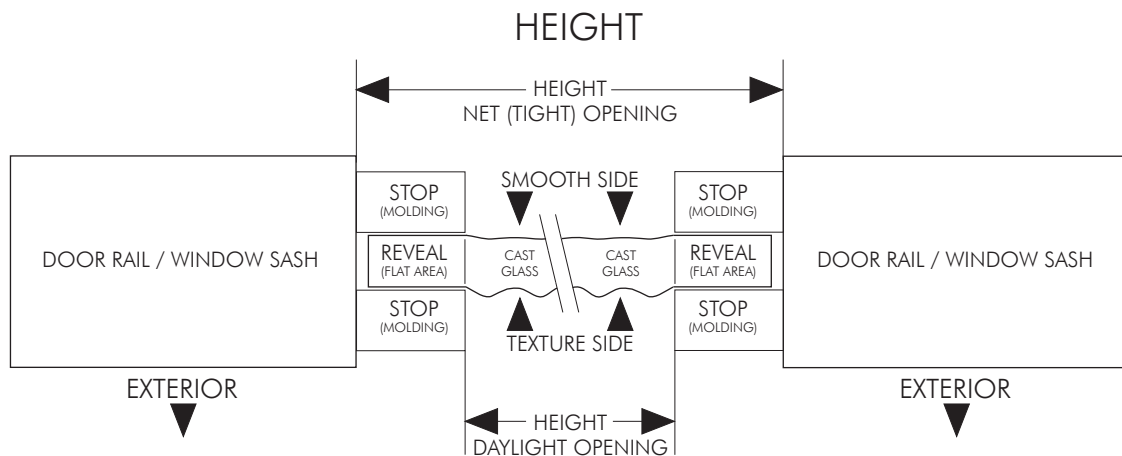 HEIGHT
HEIGHT
NET (TIGHT) OPENING
STOP
(MOLDING)
SMOOTH SIDE
STOP
(MOLDING)
DOOR RAIL / WINDOW SASH
REVEAL
(FLAT AREA)
CAST
GLASS
CAST
GLASS
REVEAL
(FLAT AREA)
DOOR RAIL / WINDOW SASH
STOP
(MOLDING)
TEXTURE SIDE
STOP
(MOLDING)
EXTERIOR
EXTERIOR
HEIGHT
DAYLIGHT OPENING